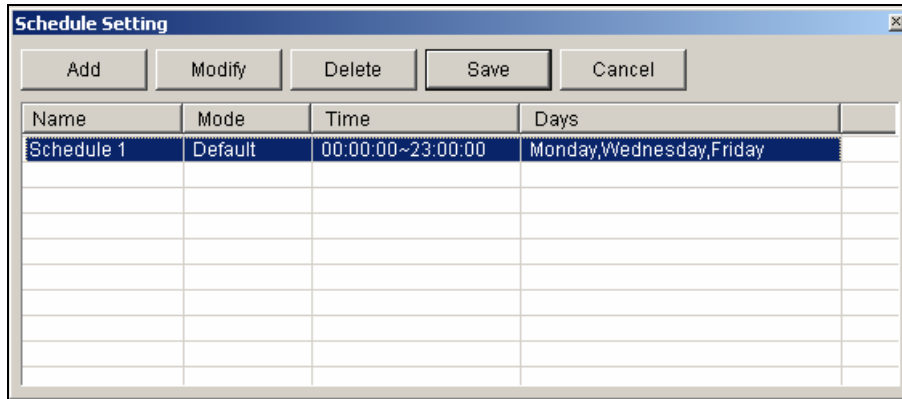 Schedule Setting
Add Modify Delete Save Cancel
Name Mode Time Days
Schedule 1 Default 00:00:00~23:00:00 Monday,Wednesday,Friday